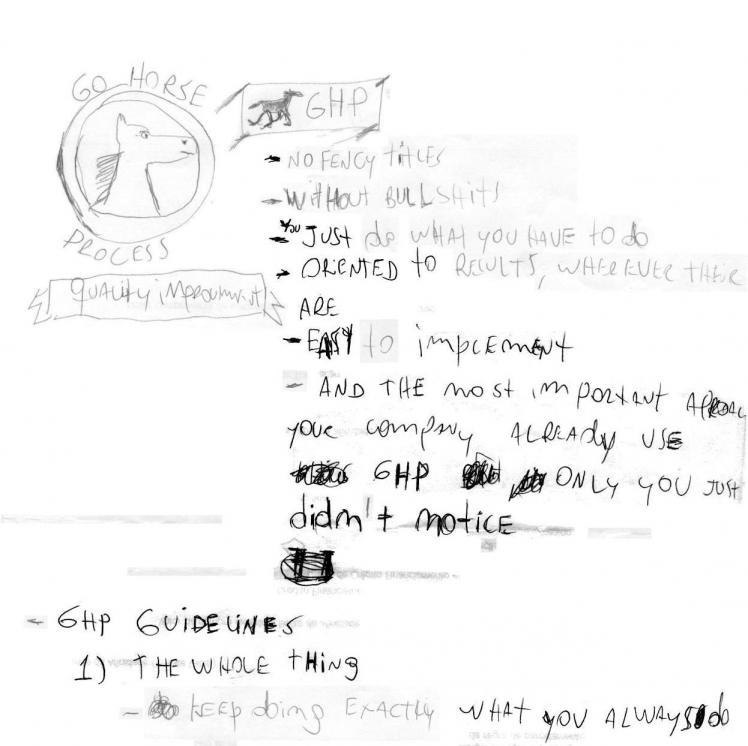 GO HORSE
PROCESS
QUALITY
GHP
- NO FENCY TITLES
- WITHOUT BULLSHITS
- YOU JUST do WHAT YOU HAVE TO do
- ORIENTED TO RESULTS, WHEREVER THEIR
ARE
- EASY to implement
- AND THE most important
your company ALREADY USE
GHP ONLY YOU JUST
didn't notice
- GHP GUIDELINES
1) THE WHOLE tHiNg
- KEEP doing EXACTLY WHAT YOU ALWAYS do